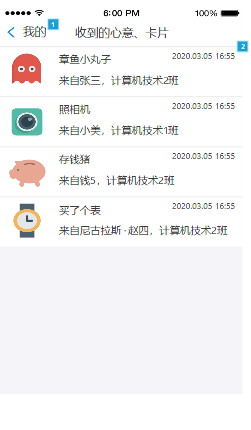 6:00 PM
100%
我的
1
收到的心意、卡片
2
章鱼小丸子
2020.03.05 16:55
来自张三，计算机技术2班
照相机
2020.03.05 16:55
来自小美，计算机技术1班
存钱猪
2020.03.05 16:55
来自钱5，计算机技术2班
买了个表
2020.03.05 16:55
来自尼古拉斯·赵四，计算机技术2班